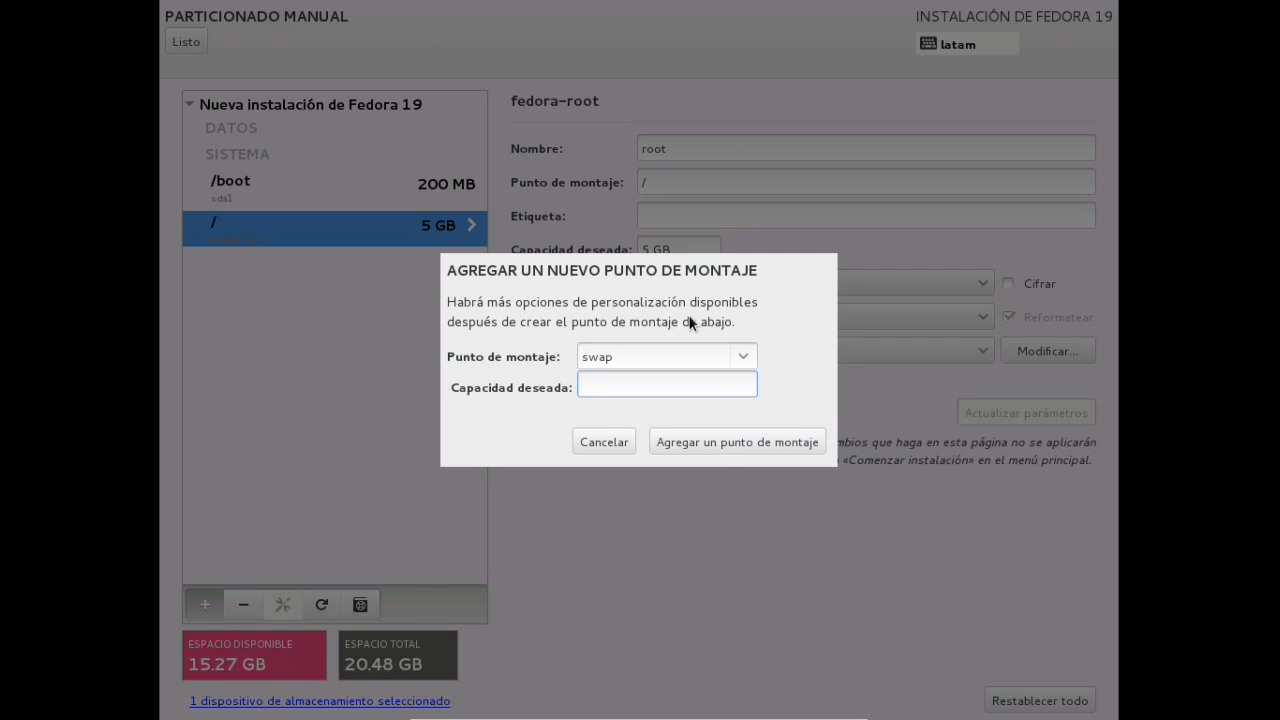 PARTICIONADO MANUAL
INSTALACIÓN DE FEDORA 19
Listo
latam
Nueva instalación de Fedora 19
DATOS
SISTEMA
/boot
200 MB
sda1
/
5 GB
fedora-root
Nombre:
root
Punto de montaje:
/
Etiqueta:
Capacidad deseada:
5 GB
Cifrar
Reformatear
Modificar...
Actualizar parámetros
mbios que haga en esta página no se aplicarán
«Comenzar instalación» en el menú principal.
AGREGAR UN NUEVO PUNTO DE MONTAJE
Habrá más opciones de personalización disponibles
después de crear el punto de montaje de abajo.
Punto de montaje:
swap
Capacidad deseada:
Cancelar
Agregar un punto de montaje
ESPACIO DISPONIBLE
15.27 GB
ESPACIO TOTAL
20.48 GB
1 dispositivo de almacenamiento seleccionado
Restablecer todo